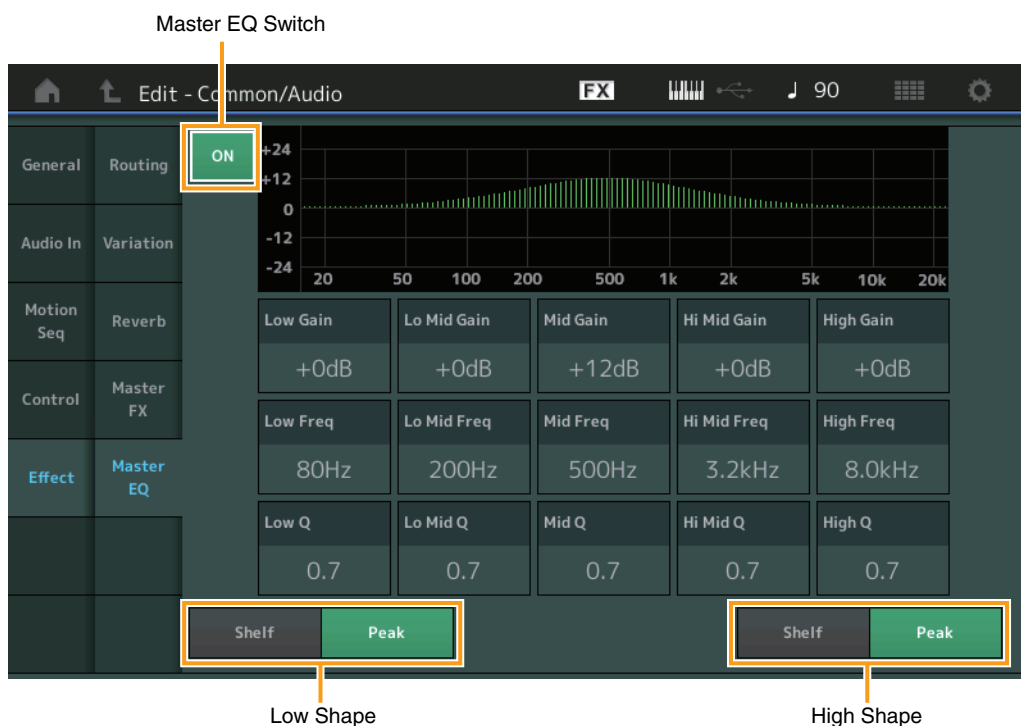 Master EQ Switch
Edit - Common/Audio FX 90
General Routing ON
Audio In Variation
Motion Seq Reverb
Control Master FX
Effect Master EQ
+24
+12
0
-12
-24
20 50 100 200 500 1k 2k 5k 10k 20k
Low Gain Lo Mid Gain Mid Gain Hi Mid Gain High Gain
+0dB +0dB +12dB +0dB +0dB
Low Freq Lo Mid Freq Mid Freq Hi Mid Freq High Freq
80Hz 200Hz 500Hz 3.2kHz 8.0kHz
Low Q Lo Mid Q Mid Q Hi Mid Q High Q
0.7 0.7 0.7 0.7 0.7
Shelf Peak Shelf Peak
Low Shape High Shape